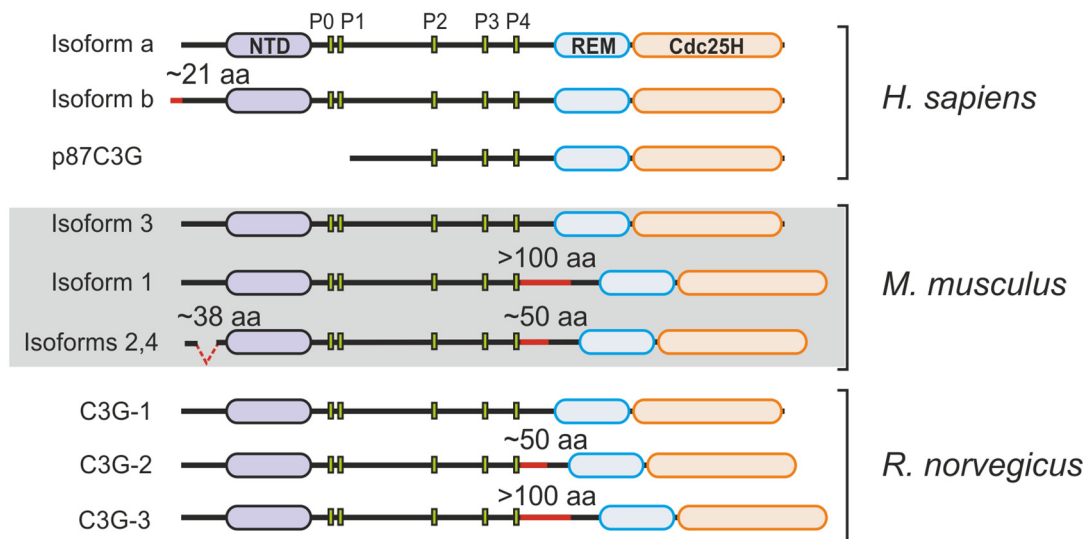 P0 P1 P2 P3 P4
Isoform a NTD REM Cdc25H
~21 aa
Isoform b H. sapiens
p87C3G
Isoform 3
>100 aa
Isoform 1 M. musculus
~38 aa ~50 aa
Isoforms 2,4
C3G-1
~50 aa
C3G-2 R. norvegicus
>100 aa
C3G-3